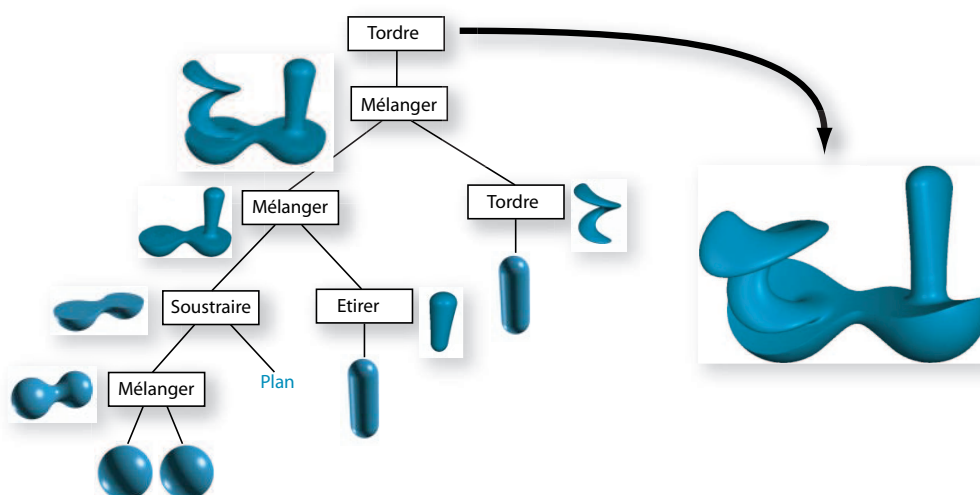 Tordre
Mélanger
Mélanger
Tordre
Soustraire
Etirer
Plan
Mélanger